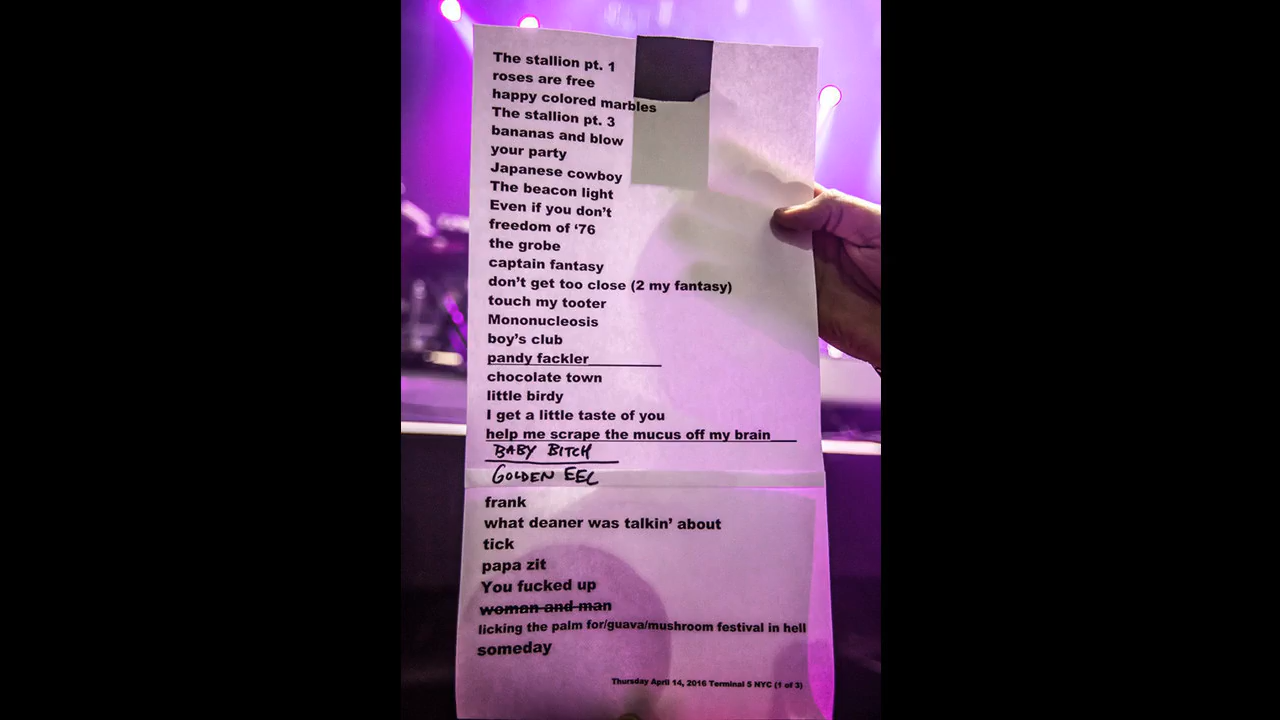 The stallion pt. 1
roses are free
happy colored marbles
The stallion pt. 3
bananas and blow
your party
Japanese cowboy
The beacon light
Even if you don't
freedom of ‘76
the grobe
captain fantasy
don't get too close (2 my fantasy)
touch my tooter
Mononucleosis
boy's club
pandy fackler
chocolate town
little birdy
I get a little taste of you
help me scrape the mucus off my brain
BABY BITCH
GOLDEN EEL
frank
what deaner was talkin' about
tick
papa zit
You fucked up
woman and man
licking the palm for/guava/mushroom festival in hell
someday
Thursday April 14, 2016 Terminal 5 NYC (1 of 3)